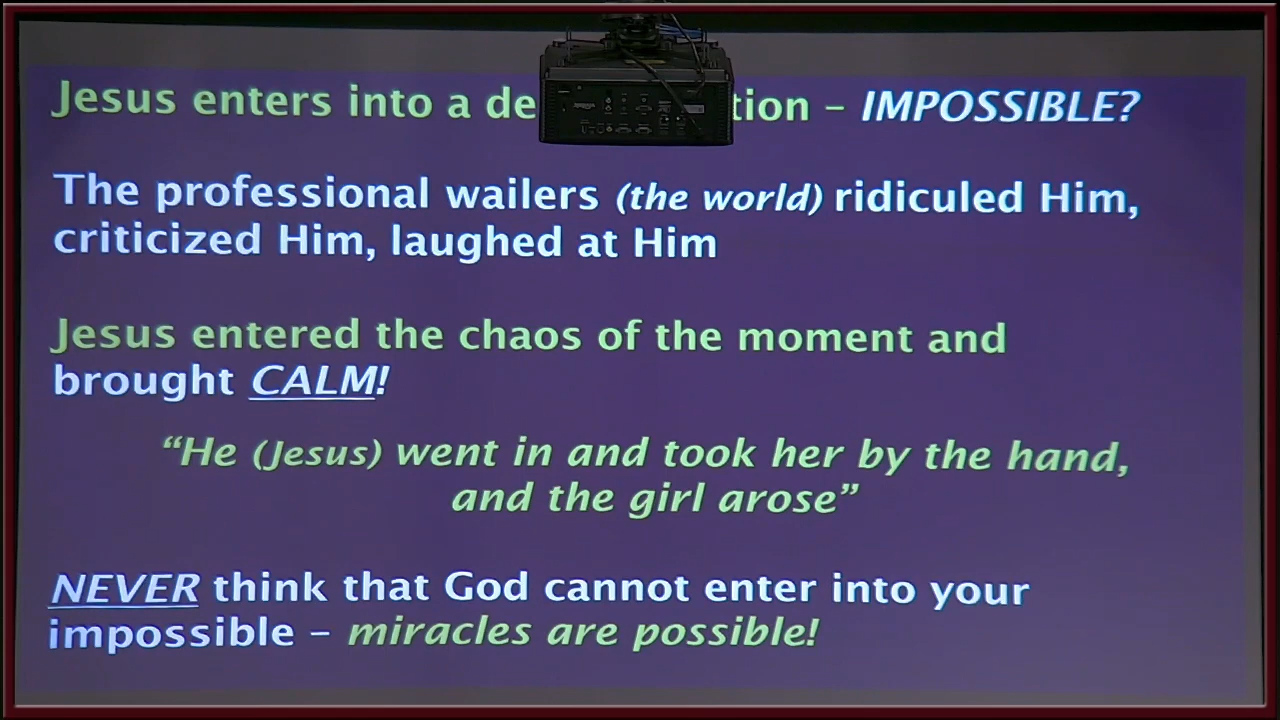 Jesus enters into a de tion – IMPOSSIBLE?
The professional wailers (the world) ridiculed Him,
criticized Him, laughed at Him
Jesus entered the chaos of the moment and
brought CALM!
“He (Jesus) went in and took her by the hand,
and the girl arose”
NEVER think that God cannot enter into your
impossible – miracles are possible!